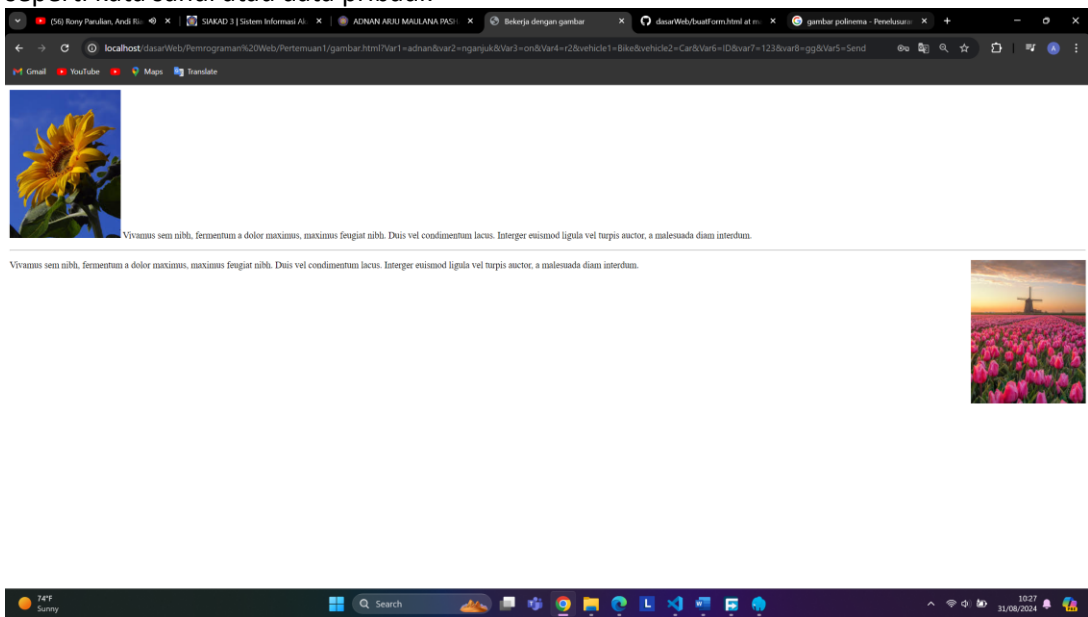 (56) Rony Parulian, Andi Ri
SIAKAD 3 | Sistem Informasi Ak
ADNAN ARJU MAULANA PASH
Bekerja dengan gambar
dasarWeb/buatForm.html at m
gambar polinema - Penelusura
localhost/dasarWeb/Pemrograman%20Web/Pertemuan1/gambar.html?Var1=adnan&var2=nganjuk&Var3=on&Var4=r2&vehicle1=Bike&vehicle2=Car&Var6=ID&var7=123&var8=gg&Var5=Send
Gmail YouTube Maps Translate
Vivamus sem nibh, fermentum a dolor maximus, maximus feugiat nibh. Duis vel condimentum lacus. Interger euismod ligula vel turpis auctor, a malesuada diam interdum.
Vivamus sem nibh, fermentum a dolor maximus, maximus feugiat nibh. Duis vel condimentum lacus. Interger euismod ligula vel turpis auctor, a malesuada diam interdum.
74°F
Sunny
Search
10:27
31/08/2024